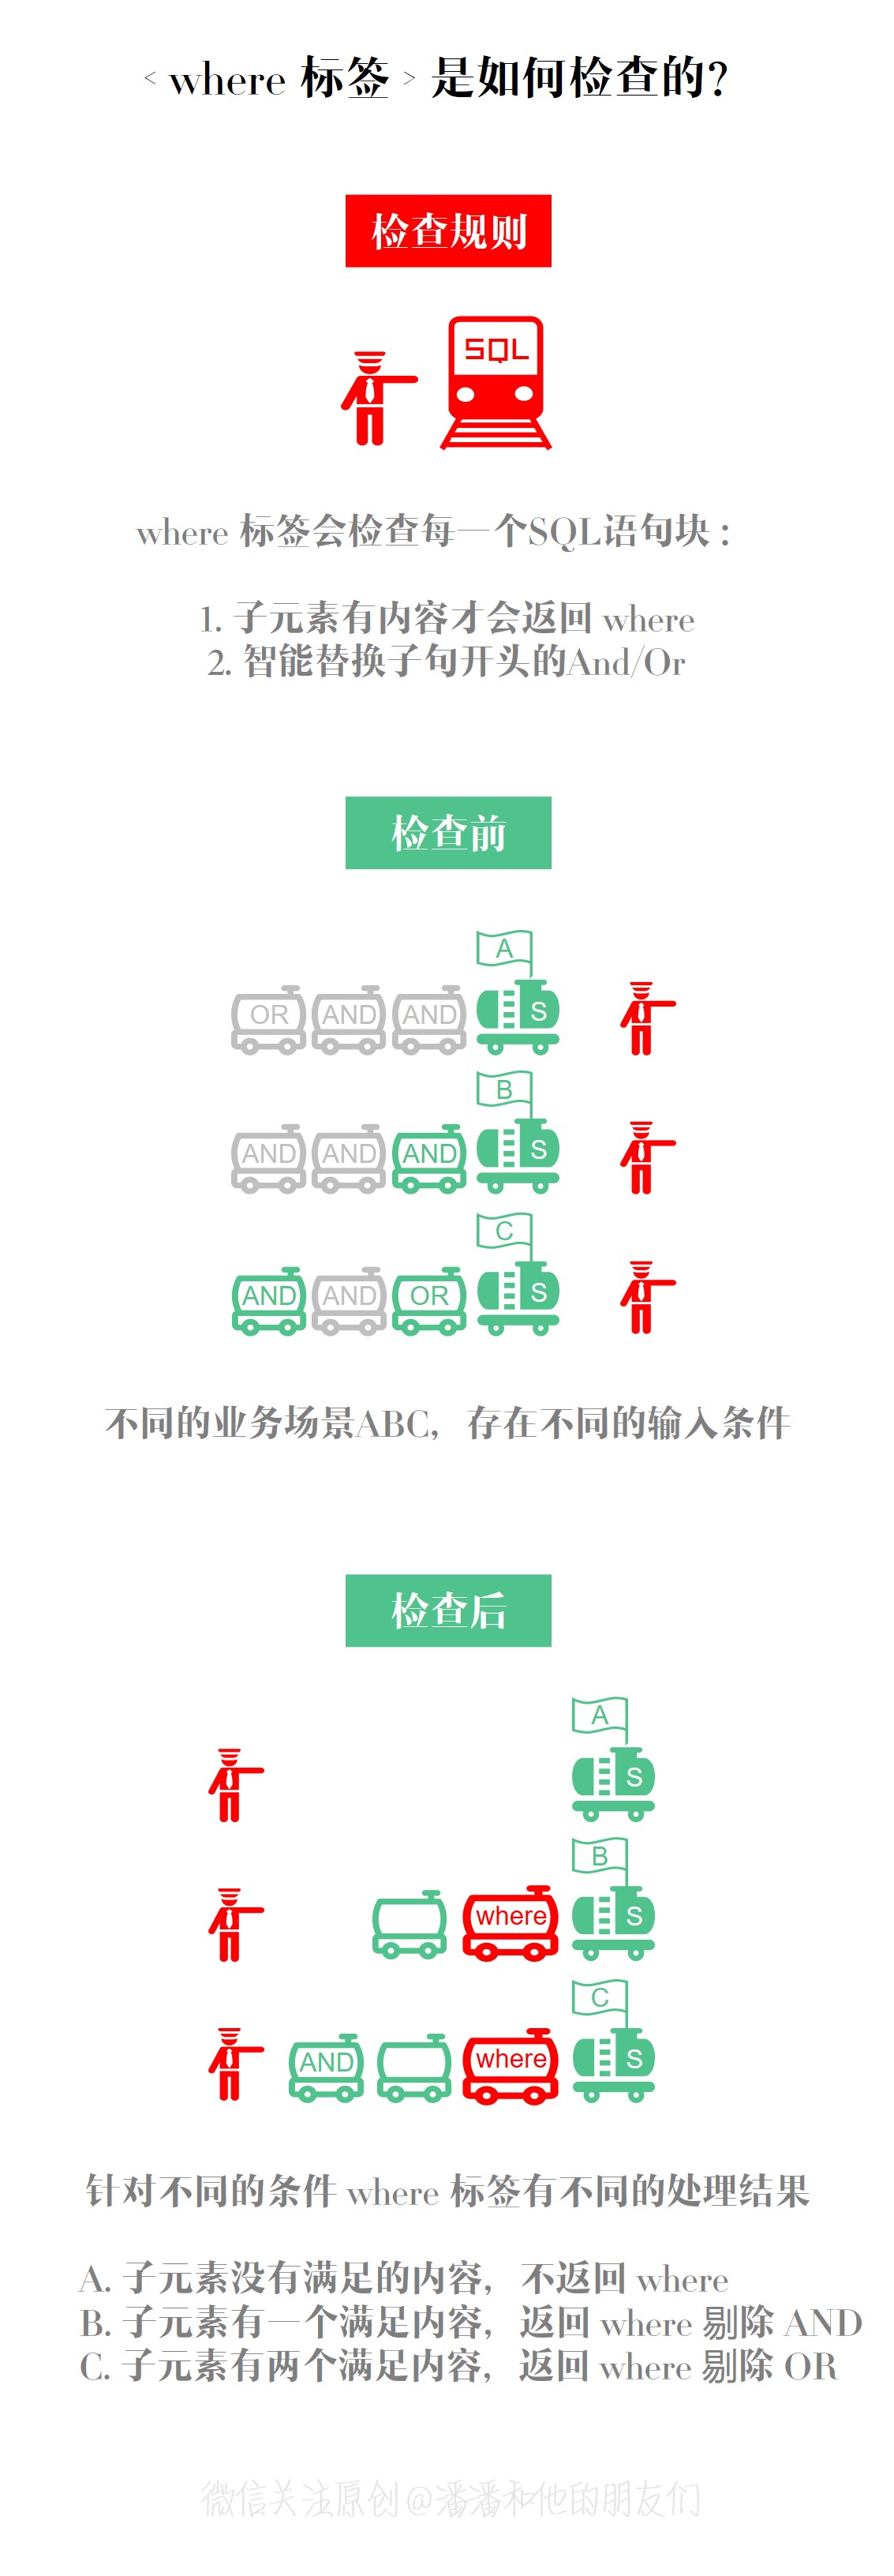 < where 标签 > 是如何检查的?
检查规则
SQL
where 标签会检查每一个SQL语句块：
1. 子元素有内容才会返回 where
2. 智能替换子句开头的And/Or
检查前
A
OR AND AND S
B
AND AND AND S
C
AND AND OR S
不同的业务场景ABC，存在不同的输入条件
检查后
A
S
B
where S
C
AND where S
针对不同的条件 where 标签有不同的处理结果
A. 子元素没有满足的内容，不返回 where
B. 子元素有一个满足内容，返回 where 剔除 AND
C. 子元素有两个满足内容，返回 where 剔除 OR
微信关注原创@潘潘和他的朋友们